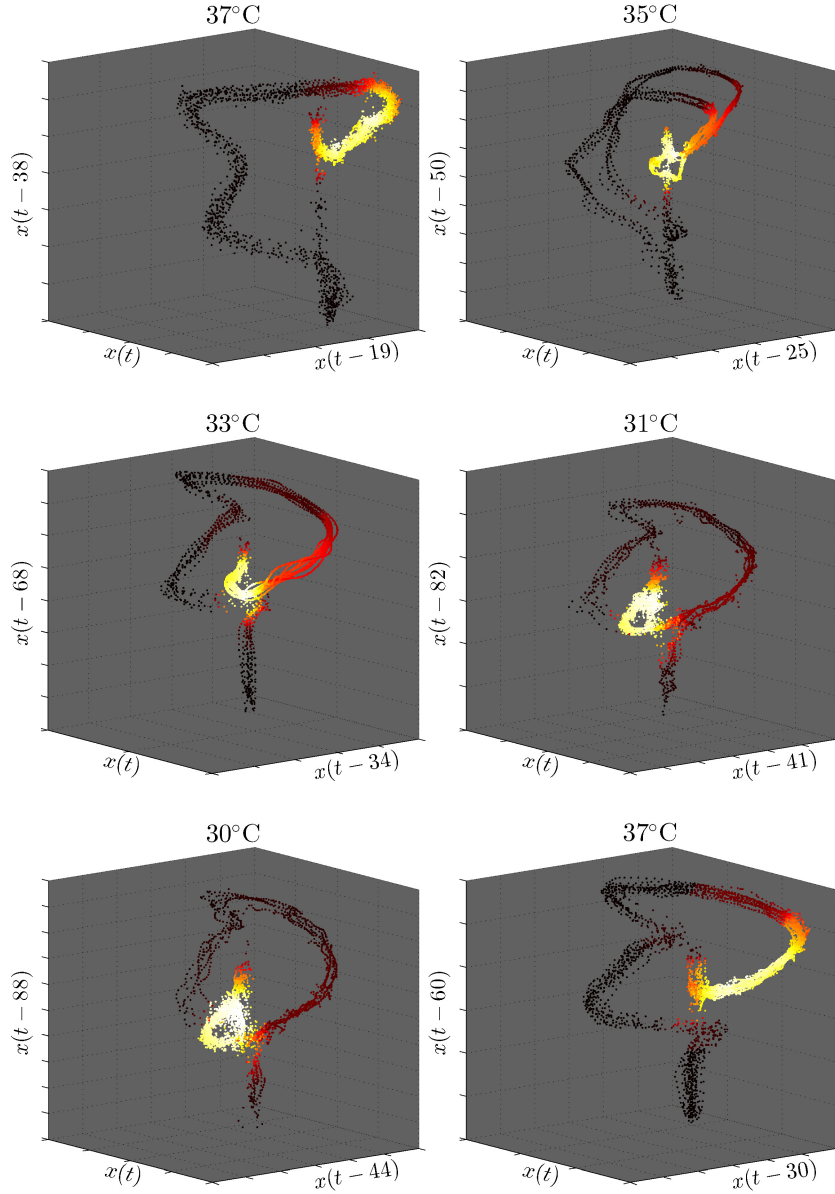 37°C
35°C
x(t − 38)
x(t)
x(t − 19)
x(t − 50)
x(t)
x(t − 25)
33°C
31°C
x(t − 68)
x(t)
x(t − 34)
x(t − 82)
x(t)
x(t − 41)
30°C
37°C
x(t − 88)
x(t)
x(t − 44)
x(t − 60)
x(t)
x(t − 30)